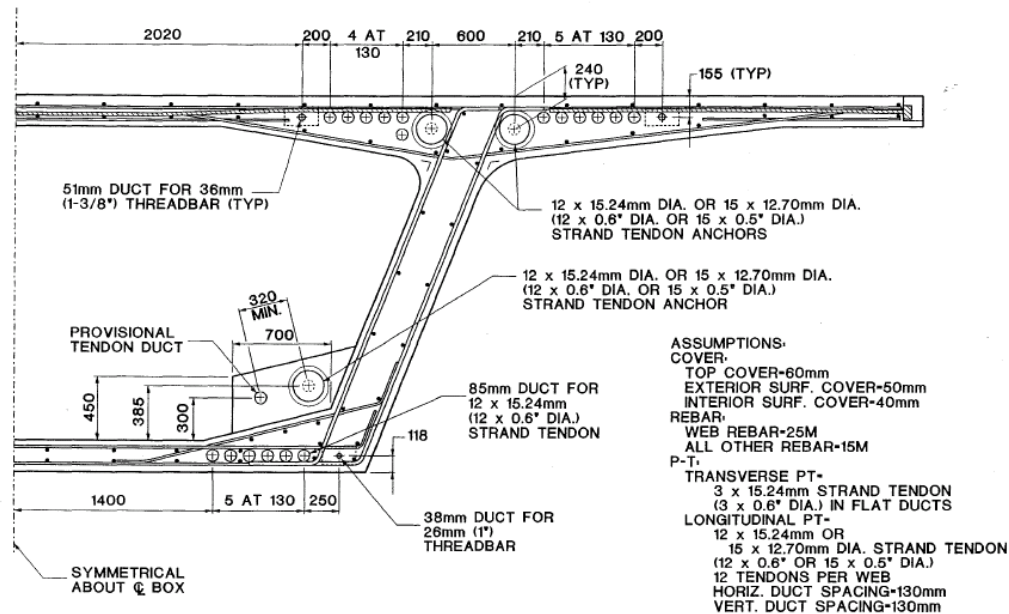 2020
200
4 AT
130
210
600
210
5 AT 130
200
240
(TYP)
155 (TYP)
51mm DUCT FOR 36mm
(1-3/8") THREADBAR (TYP)
12 x 15.24mm DIA. OR 15 x 12.70mm DIA.
(12 x 0.6" DIA. OR 15 x 0.5" DIA.)
STRAND TENDON ANCHORS
12 x 15.24mm DIA. OR 15 x 12.70mm DIA.
(12 x 0.6" DIA. OR 15 x 0.5" DIA.)
STRAND TENDON ANCHOR
320
MIN.
PROVISIONAL
TENDON DUCT
700
450
385
300
85mm DUCT FOR
12 x 15.24mm
(12 x 0.6" DIA.)
STRAND TENDON
118
1400
5 AT 130
250
38mm DUCT FOR
26mm (1")
THREADBAR
SYMMETRICAL
ABOUT ℄ BOX
ASSUMPTIONS:
COVER:
TOP COVER-60mm
EXTERIOR SURF. COVER-50mm
INTERIOR SURF. COVER-40mm
REBAR:
WEB REBAR-25M
ALL OTHER REBAR-15M
P-T:
TRANSVERSE PT-
3 x 15.24mm STRAND TENDON
(3 x 0.6" DIA.) IN FLAT DUCTS
LONGITUDINAL PT-
12 x 15.24mm OR
15 x 12.70mm DIA. STRAND TENDON
(12 x 0.6" OR 15 x 0.5" DIA.)
12 TENDONS PER WEB
HORIZ. DUCT SPACING-130mm
VERT. DUCT SPACING-130mm